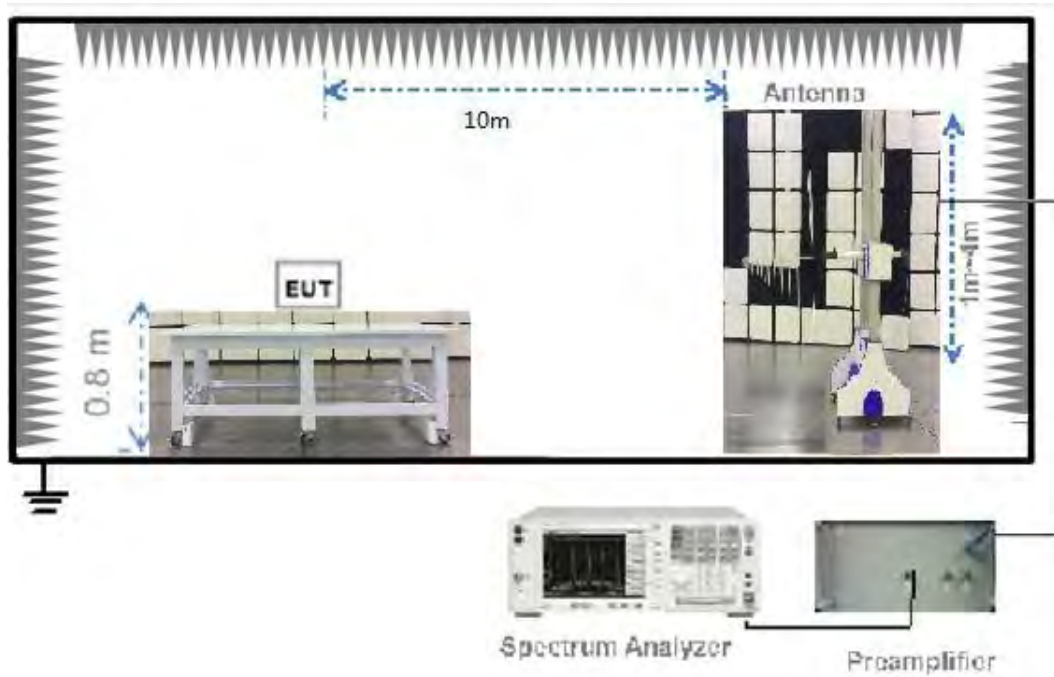 Antenna
10m
1m~4m
EUT
0.8 m
Spectrum Analyzer
Preamplifier